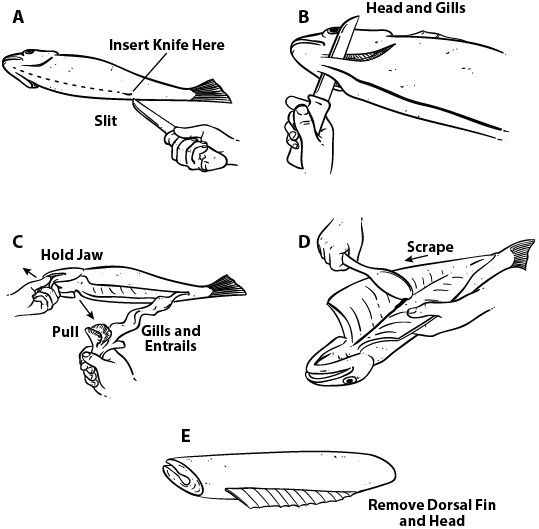 A
Insert Knife Here
Slit
B
Head and Gills
C
Hold Jaw
Pull
Gills and
Entrails
D
Scrape
E
Remove Dorsal Fin
and Head